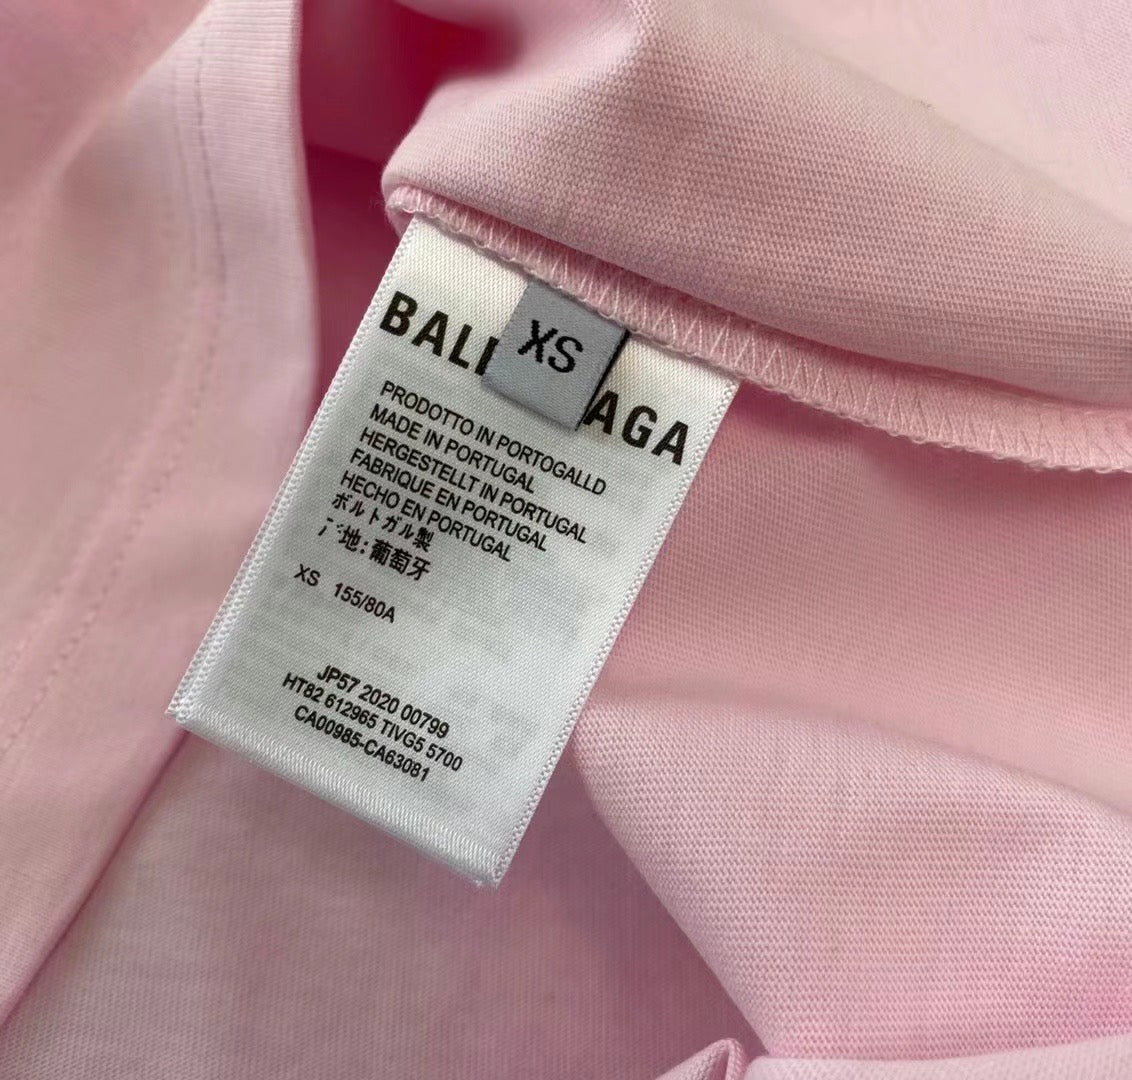 BALE AGA
XS
PRODOTTO IN PORTOGALLD
MADE IN PORTUGAL
HERGESTELLT IN PORTUGAL
FABRIQUE EN PORTUGAL
HECHO EN PORTUGAL
ボルトガル製
产地:葡萄牙
XS 155/80A
JP57 2020 00799
HT82 612965 TIVG5 5700
CA00985-CA63081